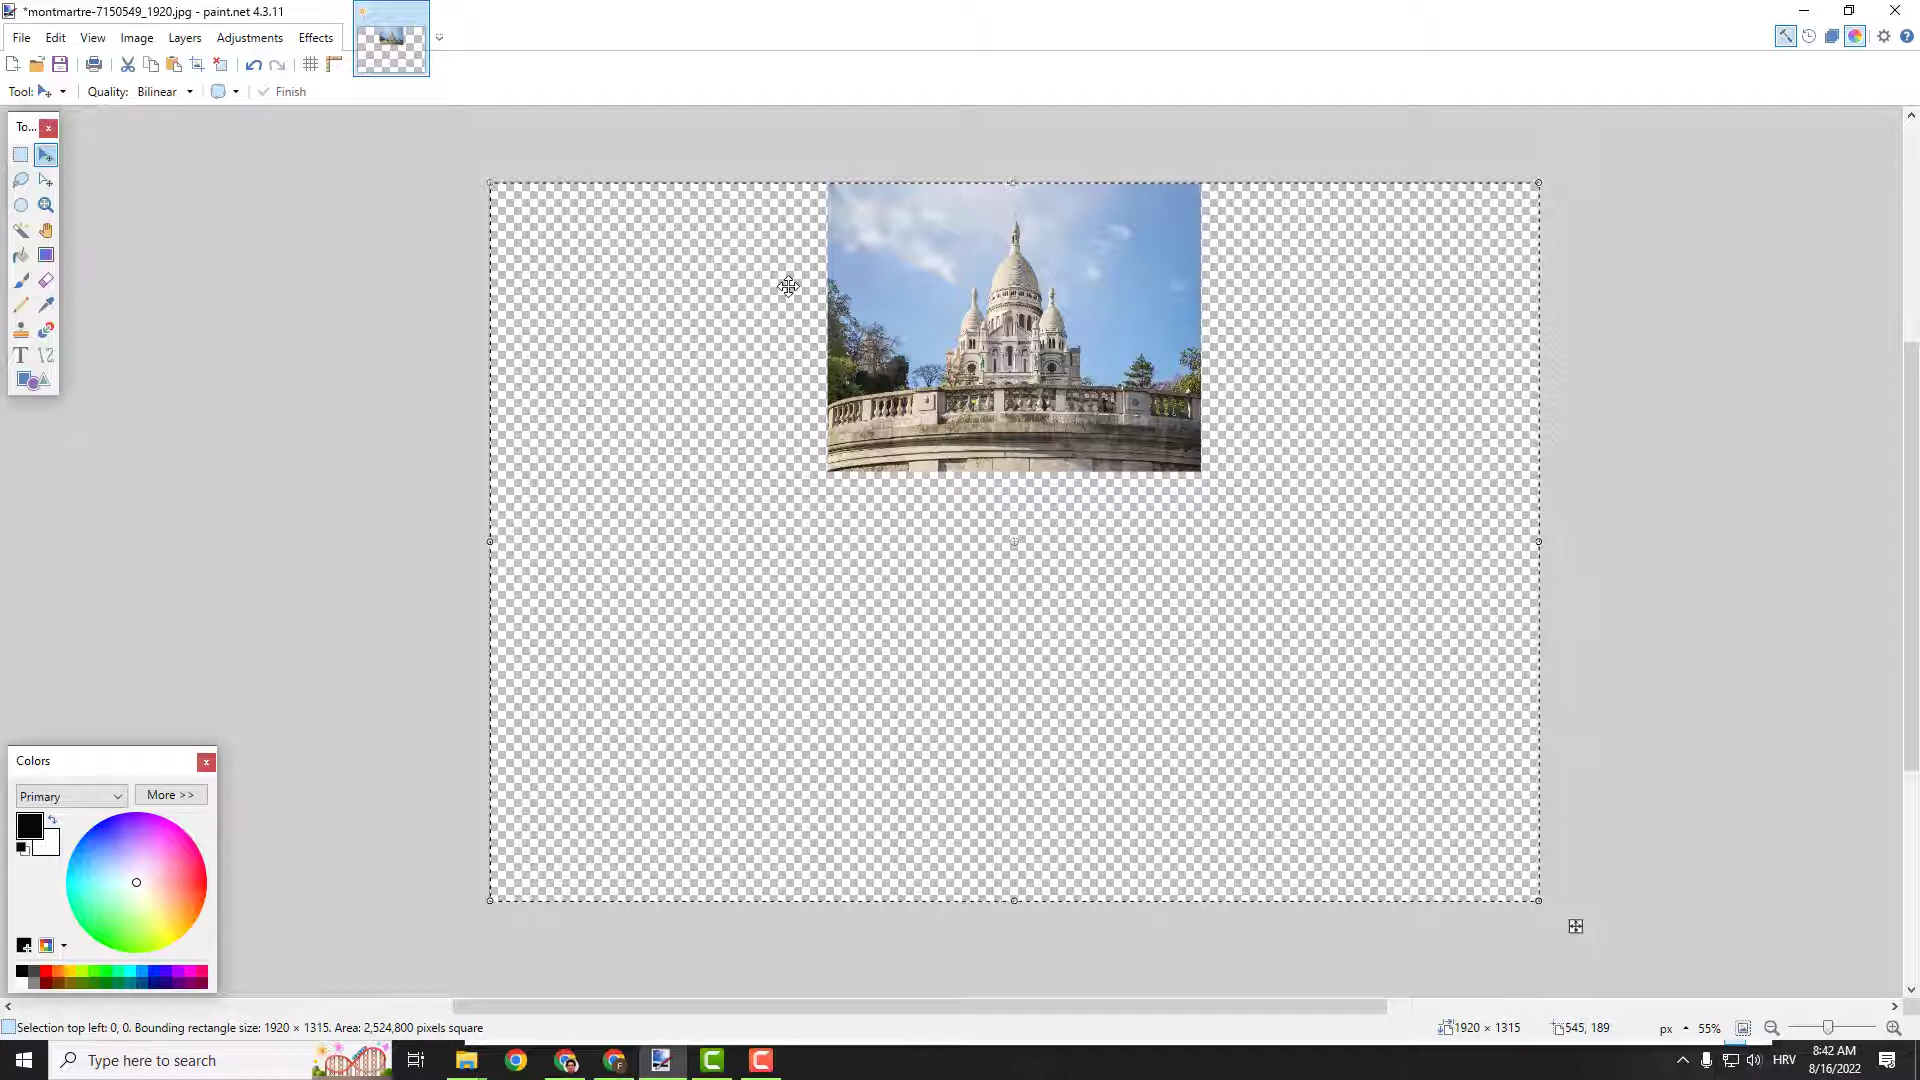 *montmartre-7150549_1920.jpg - paint.net 4.3.11
File Edit View Image Layers Adjustments Effects
Tool: Quality: Bilinear Finish
To...
T
Colors
Primary More >>
Selection top left: 0, 0. Bounding rectangle size: 1920 × 1315. Area: 2,524,800 pixels square
1920 × 1315 545, 189 px 55%
Type here to search
HRV
8:42 AM
8/16/2022